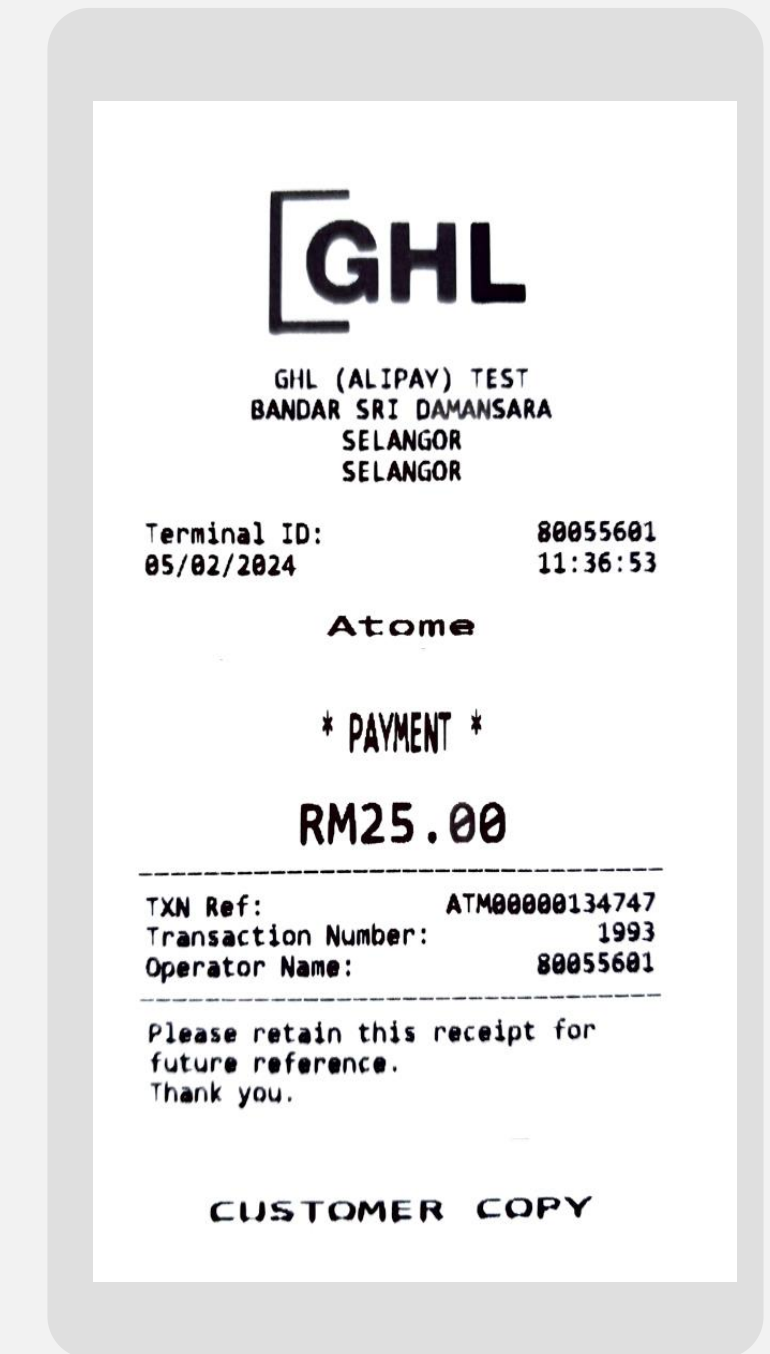 GHL
GHL (ALIPAY) TEST
BANDAR SRI DAMANSARA
SELANGOR
SELANGOR
Terminal ID: 80055601
05/02/2024 11:36:53
Atome
* PAYMENT *
RM25.00
TXN Ref: ATM00000134747
Transaction Number: 1993
Operator Name: 80055601
Please retain this receipt for
future reference.
Thank you.
CUSTOMER COPY